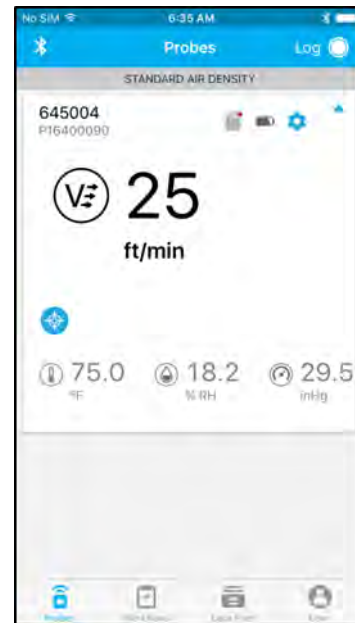 No SIM 6:35 AM
Probes Log
STANDARD AIR DENSITY
645004
P16400090
V 25
ft/min
75.0 18.2 29.5
°F % RH inHg
Probes